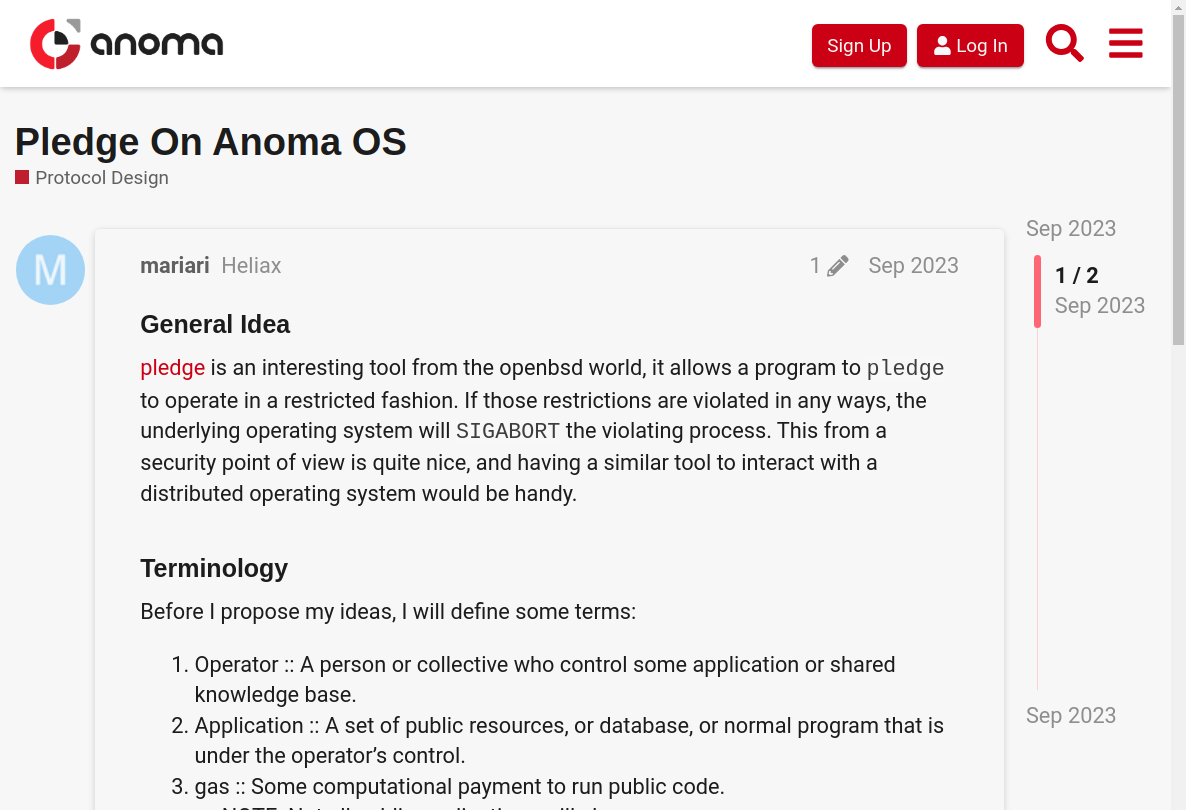 anoma
Sign Up
Log In
Pledge On Anoma OS
Protocol Design
Sep 2023
M
mariari Heliax
1
Sep 2023
1 / 2
Sep 2023
General Idea
pledge is an interesting tool from the openbsd world, it allows a program to pledge
to operate in a restricted fashion. If those restrictions are violated in any ways, the
underlying operating system will SIGABORT the violating process. This from a
security point of view is quite nice, and having a similar tool to interact with a
distributed operating system would be handy.
Terminology
Before I propose my ideas, I will define some terms:
1. Operator :: A person or collective who control some application or shared
knowledge base.
2. Application :: A set of public resources, or database, or normal program that is
under the operator’s control.
Sep 2023
3. gas :: Some computational payment to run public code.